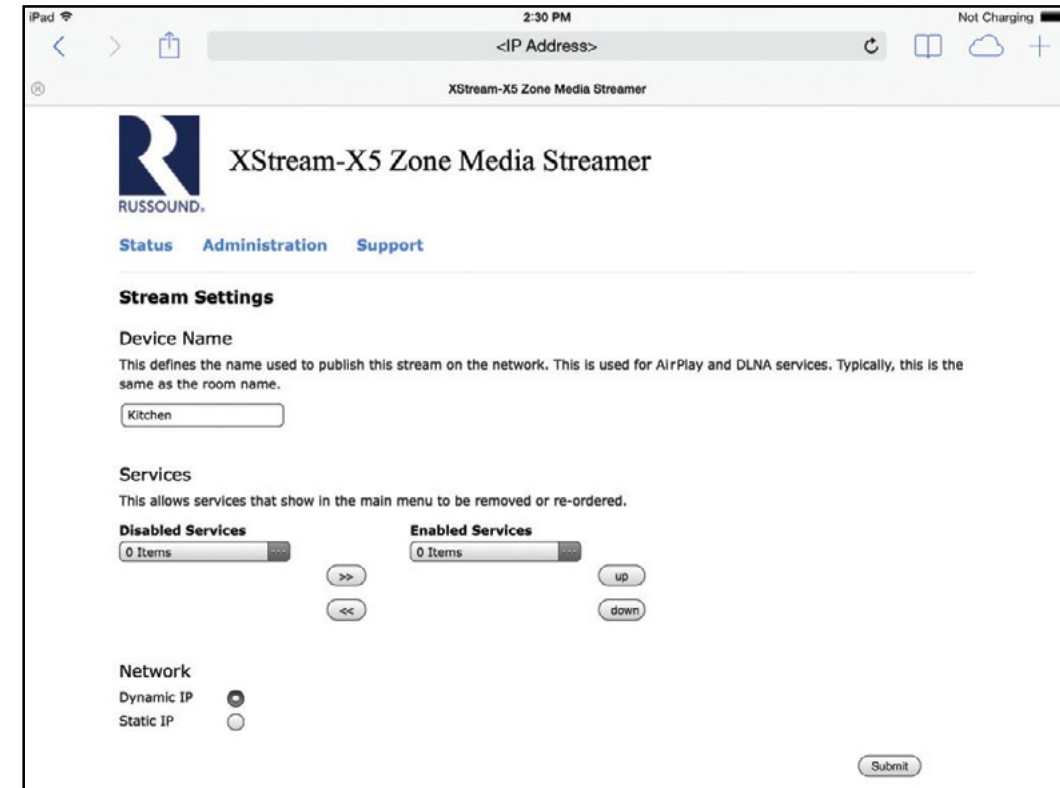 iPad 2:30 PM Not Charging
<IP Address>
XStream-X5 Zone Media Streamer
XStream-X5 Zone Media Streamer
RUSSOUND®
Status Administration Support
Stream Settings
Device Name
This defines the name used to publish this stream on the network. This is used for AirPlay and DLNA services. Typically, this is the
same as the room name.
Kitchen
Services
This allows services that show in the main menu to be removed or re-ordered.
Disabled Services Enabled Services
0 Items ... 0 Items ...
>> up
<< down
Network
Dynamic IP
Static IP
Submit